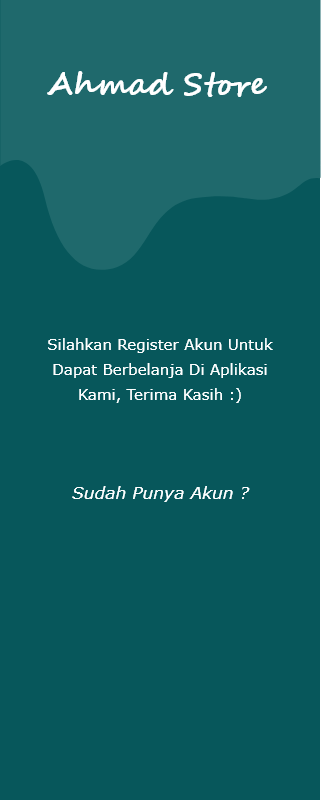 Ahmad Store
Silahkan Register Akun Untuk
Dapat Berbelanja Di Aplikasi
Kami, Terima Kasih :)
Sudah Punya Akun ?